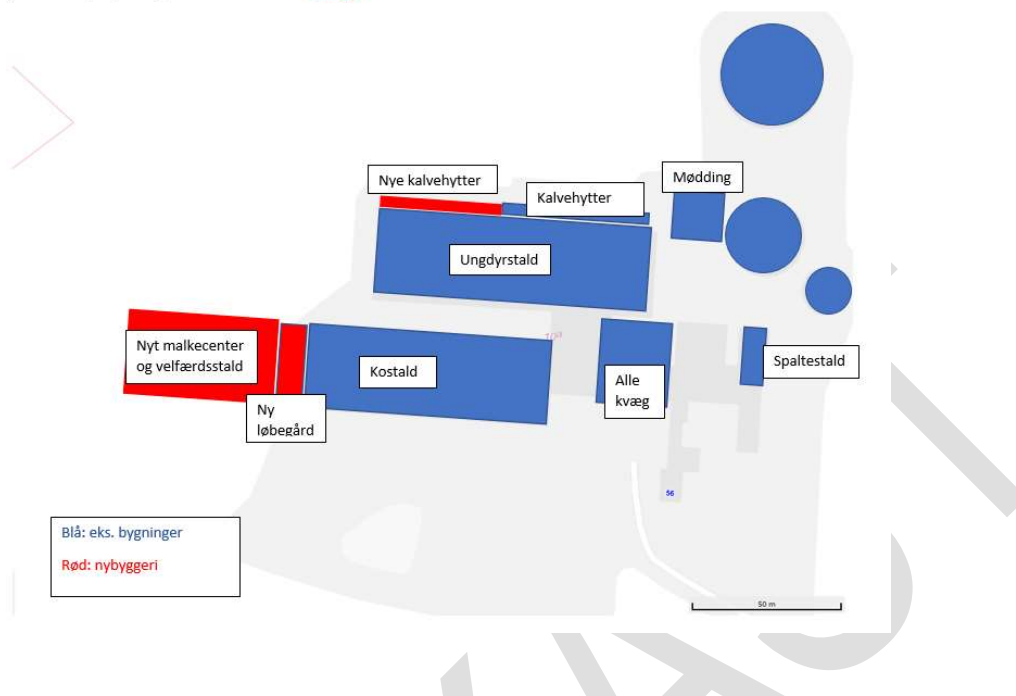 Nye kalvehytter
Kalvehytter
Mødding
Ungdyrstald
Nyt malkecenter
og velfærdsstald
Kostald
Ny
løbegård
Alle
kvæg
Spaltestald
56
Blå: eks. bygninger
Rød: nybyggeri
50 m